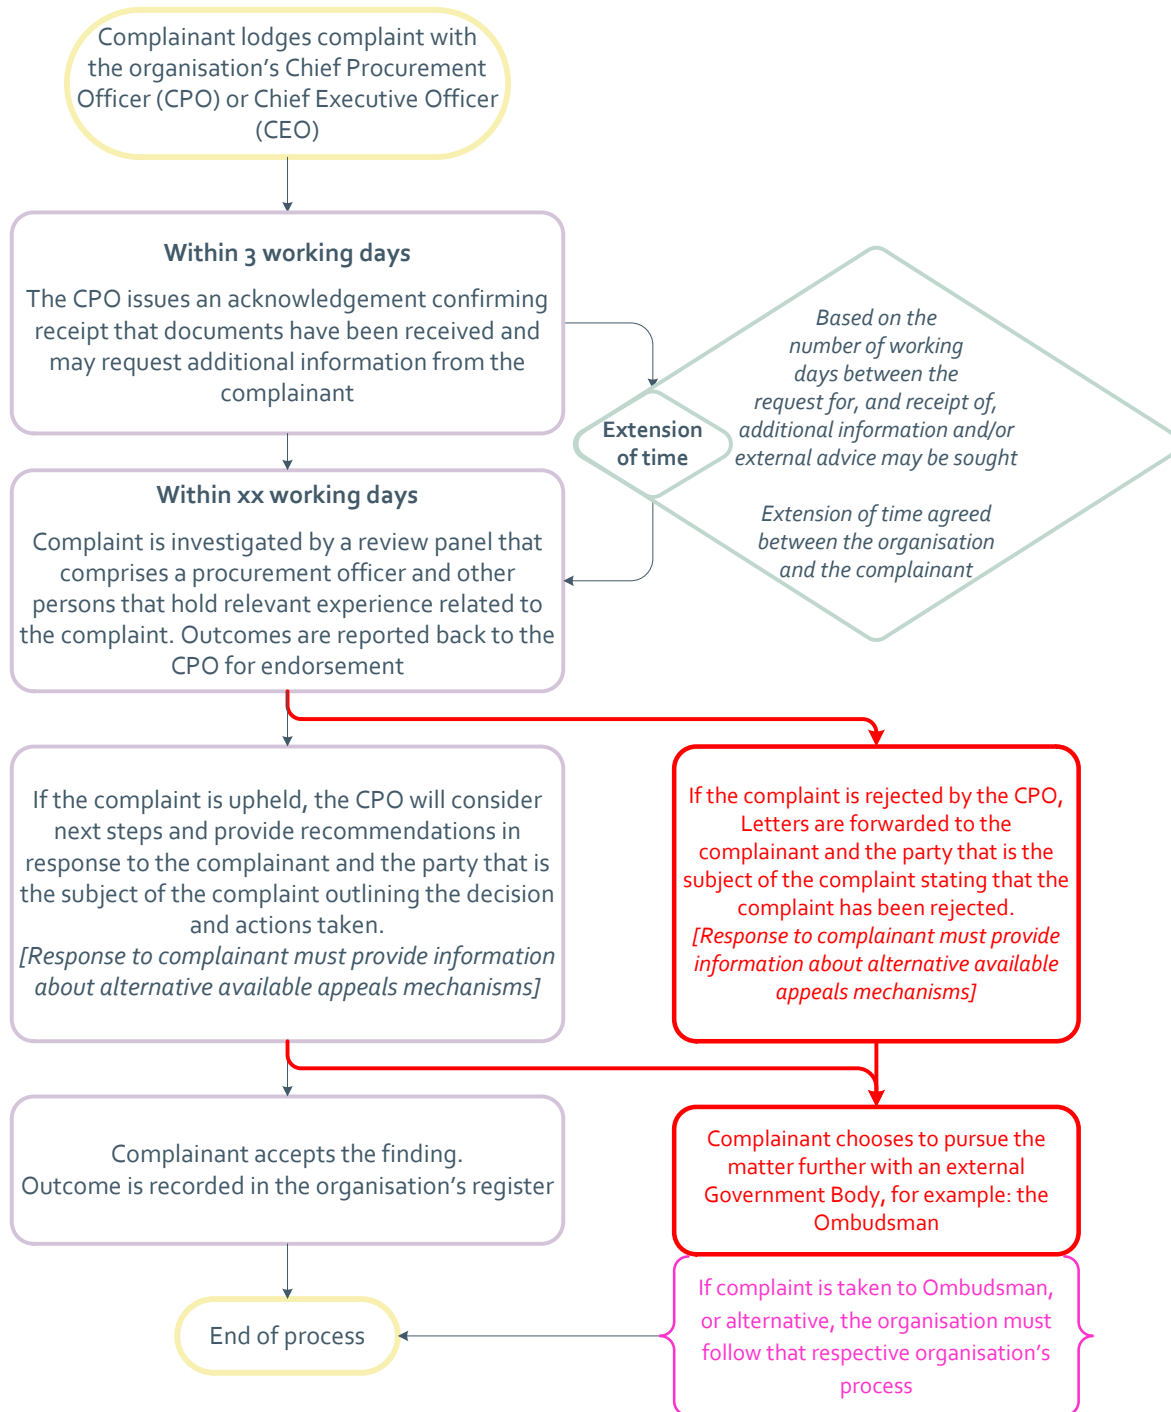 Complainant lodges complaint with
the organisation’s Chief Procurement
Officer (CPO) or Chief Executive Officer
(CEO)
Within 3 working days
The CPO issues an acknowledgement confirming
receipt that documents have been received and
may request additional information from the
complainant
Extension
of time
Based on the
number of working
days between the
request for, and receipt of,
additional information and/or
external advice may be sought
Extension of time agreed
between the organisation
and the complainant
Within xx working days
Complaint is investigated by a review panel that
comprises a procurement officer and other
persons that hold relevant experience related to
the complaint. Outcomes are reported back to the
CPO for endorsement
If the complaint is upheld, the CPO will consider
next steps and provide recommendations in
response to the complainant and the party that is
the subject of the complaint outlining the decision
and actions taken.
[Response to complainant must provide information
about alternative available appeals mechanisms]
If the complaint is rejected by the CPO,
Letters are forwarded to the
complainant and the party that is the
subject of the complaint stating that the
complaint has been rejected.
[Response to complainant must provide
information about alternative available
appeals mechanisms]
Complainant accepts the finding.
Outcome is recorded in the organisation’s register
Complainant chooses to pursue the
matter further with an external
Government Body, for example: the
Ombudsman
End of process
If complaint is taken to Ombudsman,
or alternative, the organisation must
follow that respective organisation’s
process